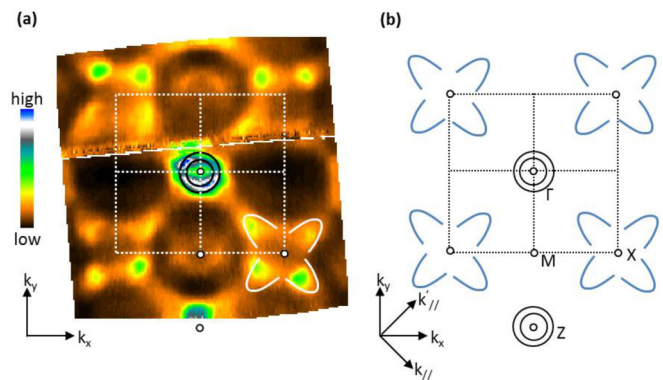 (a)
high
low
k_y
k_x
(b)
Γ
M
X
Z
k_y
k'_//
k_x
k_//